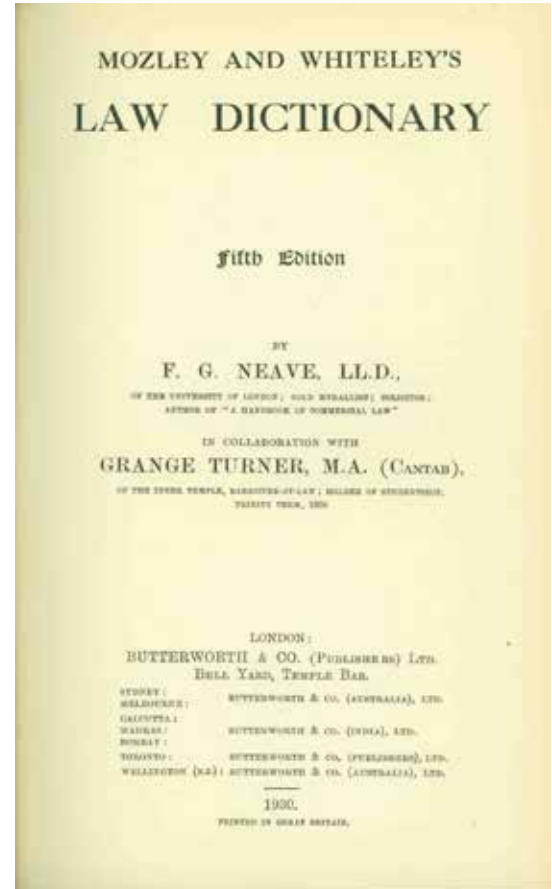 MOZLEY AND WHITELEY'S
LAW DICTIONARY
Fifth Edition
BY
F. G. NEAVE, LL.D.,
OF THE UNIVERSITY OF LONDON; GOLD MEDALLIST; SOLICITOR;
AUTHOR OF "A HANDBOOK OF COMMERCIAL LAW"
IN COLLABORATION WITH
GRANGE TURNER, M.A. (CANTAB),
OF THE INNER TEMPLE, BARRISTER-AT-LAW; HOLDER OF STUDENTSHIP,
TRINITY TERM,
LONDON:
BUTTERWORTH & CO. (PUBLISHERS) LTD.
BELL YARD, TEMPLE BAR.
SYDNEY:
MELBOURNE: BUTTERWORTH & CO. (AUSTRALIA), LTD.
CALCUTTA:
MADRAS: BUTTERWORTH & CO. (INDIA), LTD.
BOMBAY:
TORONTO: BUTTERWORTH & CO. (PUBLISHERS), LTD.
WELLINGTON (N.Z.): BUTTERWORTH & CO. (AUSTRALIA), LTD.
1930.
PRINTED IN GREAT BRITAIN.